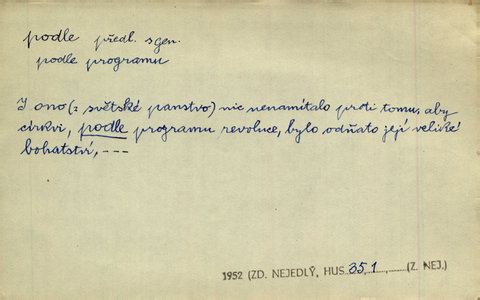 podle předl. s gen.
podle programu
I ono (: světské panstvo) nic nenamítalo proti tomu, aby
církvi, podle programu revoluce, bylo odňato její veliké
bohatství, ---
1952 (ZD. NEJEDLÝ, HUS 35,1 (Z. NEJ.)